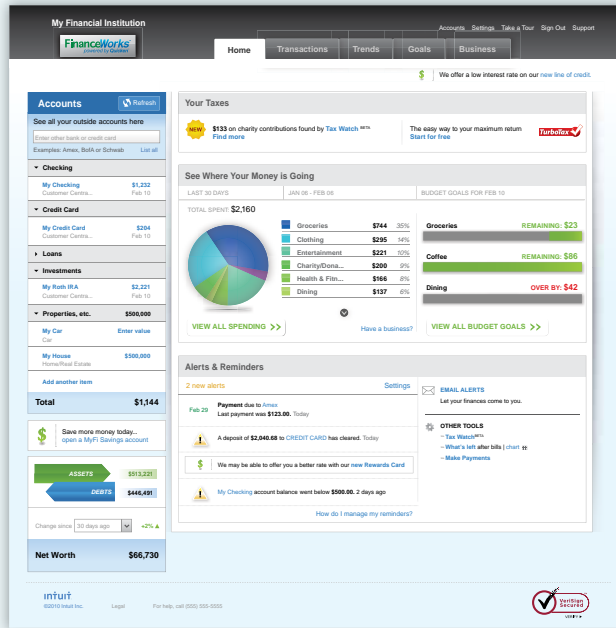 My Financial Institution
Accounts Settings Take a Tour Sign Out Support
FinanceWorks
powered by Quicken
Home Transactions Trends Goals Business
$ We offer a low interest rate on our new line of credit.
Accounts Refresh
See all your outside accounts here
Enter other bank or credit card
Examples: Amex, BofA or Schwab List all
Checking
My Checking $1,232
Customer Centra... Feb 10
Credit Card
My Credit Card $204
Customer Centra... Feb 10
Loans
Investments
My Roth IRA $2,221
Customer Centra... Feb 10
Properties, etc. $500,000
My Car Enter value
Car
My House $500,000
Home/Real Estate
Add another item
Total $1,144
$ Save more money today...
open a MyFi Savings account
ASSETS $513,221
DEBTS $446,491
Change since 30 days ago +2% ▲
Net Worth $66,730
Your Taxes
NEW $133 on charity contributions found by Tax Watch BETA
Find more
The easy way to your maximum return
Start for free
TurboTax
See Where Your Money is Going
LAST 30 DAYS JAN 06 - FEB 08 BUDGET GOALS FOR FEB 10
TOTAL SPENT: $2,160
Groceries $744 35%
Clothing $295 14%
Entertainment $221 10%
Charity/Dona... $200 9%
Health & Fitn... $166 8%
Dining $137 6%
VIEW ALL SPENDING >>
Have a business?
Groceries REMAINING: $23
Coffee REMAINING: $86
Dining OVER BY: $42
VIEW ALL BUDGET GOALS >>
Alerts & Reminders
2 new alerts Settings
Feb 29 Payment due to Amex
Last payment was $123.00. Today
A deposit of $2,040.68 to CREDIT CARD has cleared. Today
$ We may be able to offer you a better rate with our new Rewards Card
My Checking account balance went below $500.00. 2 days ago
How do I manage my reminders?
EMAIL ALERTS
Let your finances come to you.
OTHER TOOLS
– Tax Watch BETA
– What's left after bills | chart
– Make Payments
intuit
©2010 Intuit Inc. Legal For help, call (555) 555-5555
VeriSign
Secured
VERIFY ▸